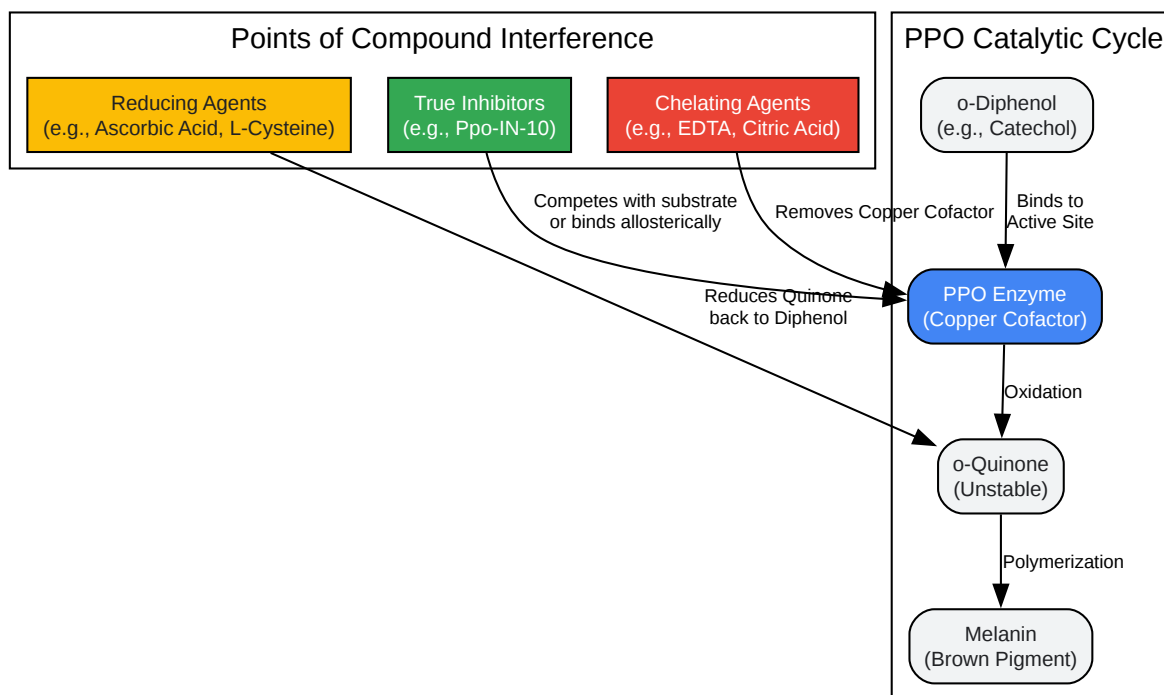 Points of Compound Interference
Reducing Agents
(e.g., Ascorbic Acid, L-Cysteine)
True Inhibitors
(e.g., Ppo-IN-10)
Chelating Agents
(e.g., EDTA, Citric Acid)
Competes with substrate
or binds allosterically
Removes Copper Cofactor
Reduces Quinone
back to Diphenol
PPO Catalytic Cycle
o-Diphenol
(e.g., Catechol)
Binds to
Active Site
PPO Enzyme
(Copper Cofactor)
Oxidation
o-Quinone
(Unstable)
Polymerization
Melanin
(Brown Pigment)